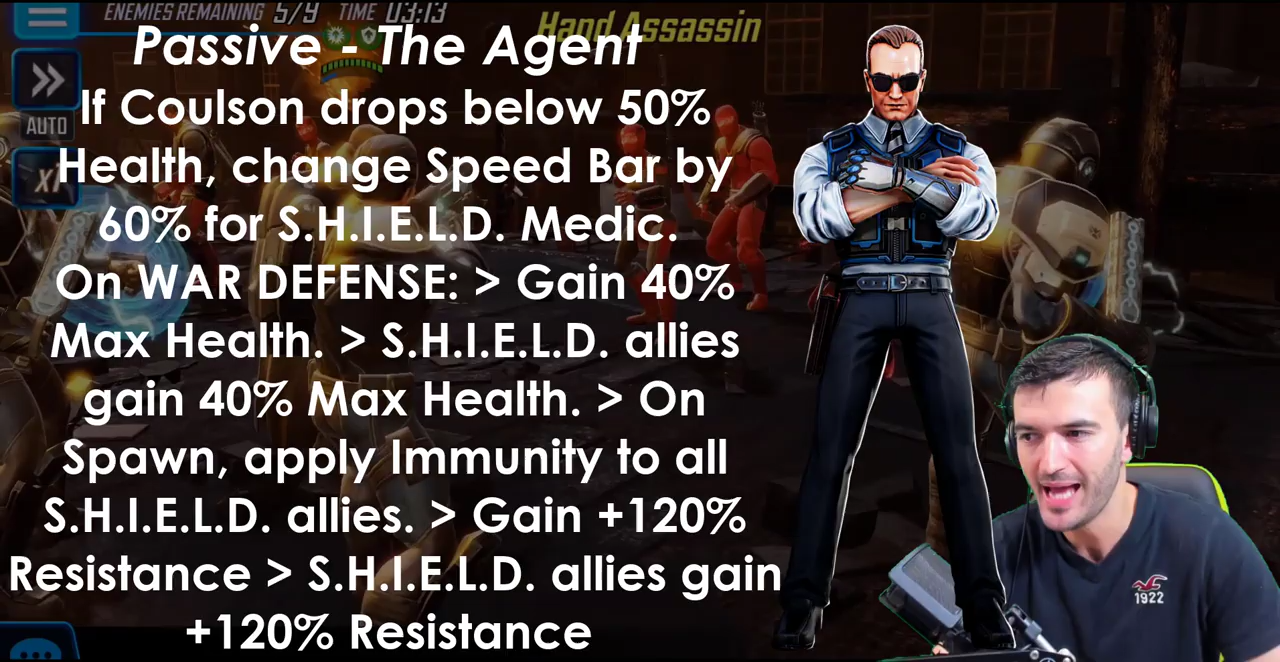 ENEMIES REMAINING 5/9 TIME 03:13
Hand Assassin
Passive - The Agent
If Coulson drops below 50%
Health, change Speed Bar by
60% for S.H.I.E.L.D. Medic.
On WAR DEFENSE: > Gain 40%
Max Health. > S.H.I.E.L.D. allies
gain 40% Max Health. > On
Spawn, apply Immunity to all
S.H.I.E.L.D. allies. > Gain +120%
Resistance > S.H.I.E.L.D. allies gain
+120% Resistance
AUTO
1922